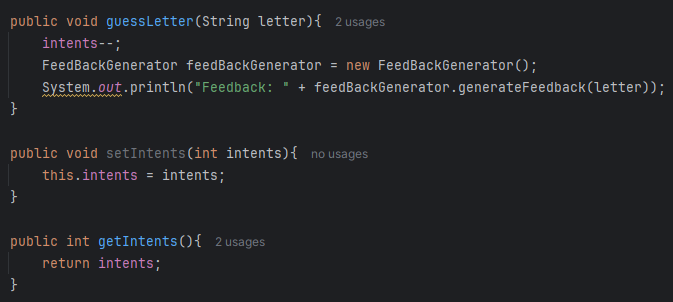 public void guessLetter(String letter){ 2 usages
intents--;
FeedBackGenerator feedBackGenerator = new FeedBackGenerator();
System.out.println("Feedback: " + feedBackGenerator.generateFeedback(letter));
}
public void setIntents(int intents){ no usages
this.intents = intents;
}
public int getIntents(){ 2 usages
return intents;
}